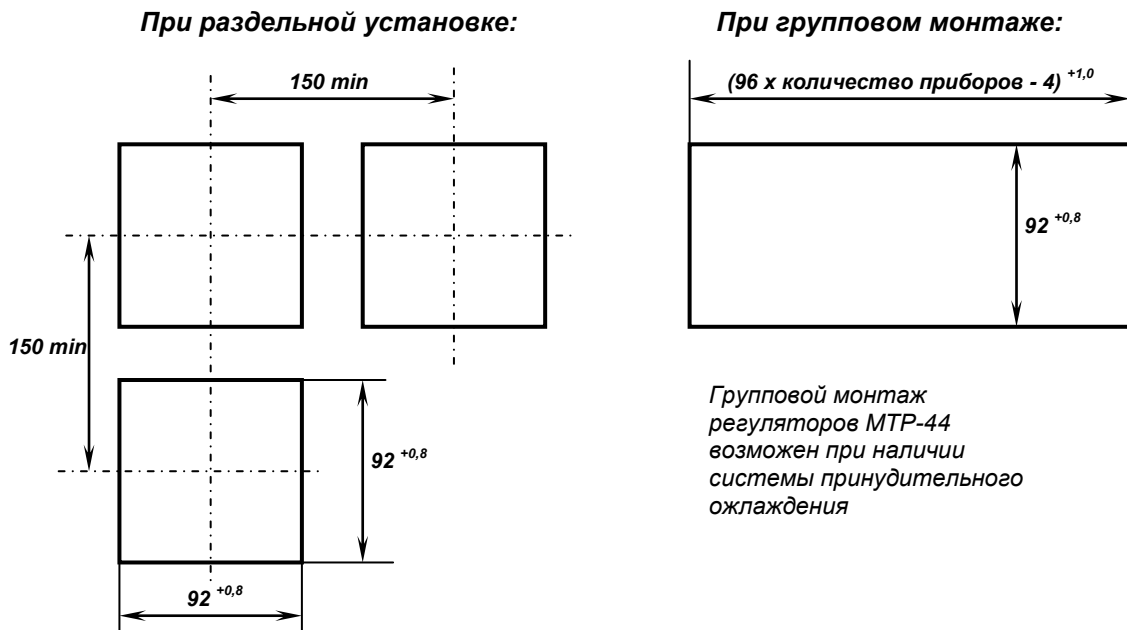 При раздельной установке:
При групповом монтаже:
150 min
(96 x количество приборов - 4) +1,0
92 +0,8
150 min
92 +0,8
92 +0,8
Групповой монтаж
регуляторов МТР-44
возможен при наличии
системы принудительного
охлаждения